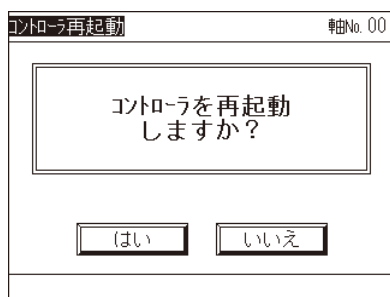 コントローラ再起動
軸No. 00
コントローラを再起動
しますか？
はい
いいえ